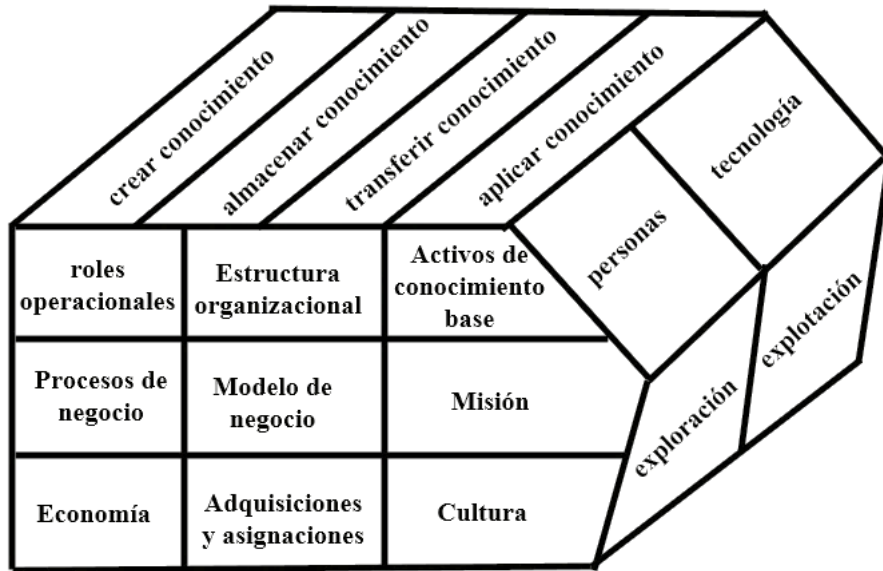 crear conocimiento
almacenar conocimiento
transferir conocimiento
aplicar conocimiento
tecnología
personas
explotación
exploración
roles
operacionales
Estructura
organizacional
Activos de
conocimiento
base
Procesos de
negocio
Modelo de
negocio
Misión
Economía
Adquisiciones
y asignaciones
Cultura